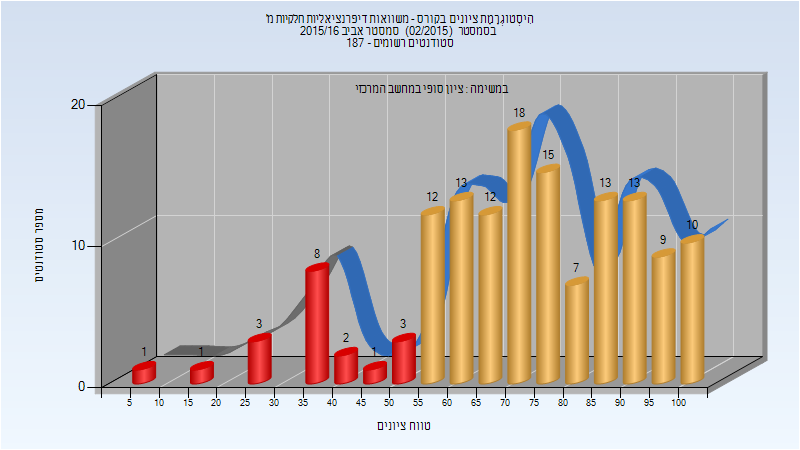 הִיסְטוֹגְרָמַת ציונים בקורס - משוואות דיפרנציאליות חלקיות מ'
בסמסטר (02/2015) סמסטר אביב 2015/16
סטודנטים רשומים - 187
במשימה : ציון סופי במחשב המרכזי
מספר סטודנטים
20
10
0
1 1 3 8 2 1 3 12 13 12 18 15 7 13 13 9 10
5 10 15 20 25 30 35 40 45 50 55 60 65 70 75 80 85 90 95 100
טווח ציונים